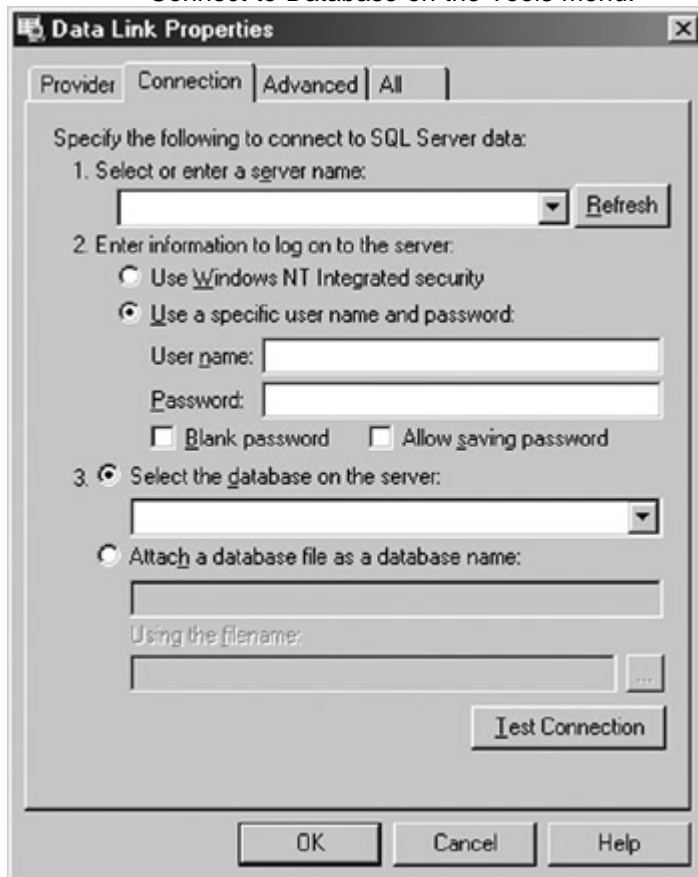 Connect to Database on the Tools menu.
Data Link Properties
Provider Connection Advanced All
Specify the following to connect to SQL Server data:
1. Select or enter a server name:
Refresh
2. Enter information to log on to the server:
Use Windows NT Integrated security
Use a specific user name and password:
User name:
Password:
Blank password Allow saving password
3. Select the database on the server:
Attach a database file as a database name:
Using the filename:
...
Test Connection
OK Cancel Help